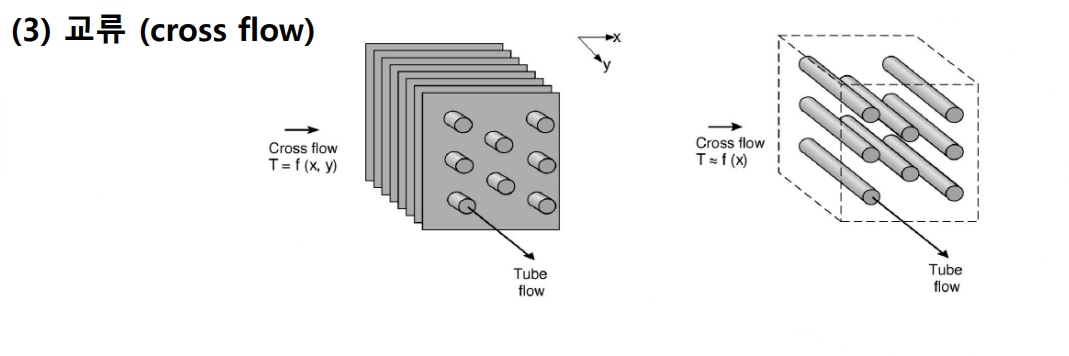 (3) 교류 (cross flow)
x
y
Cross flow
T = f (x, y)
Tube
flow
Cross flow
T ≈ f (x)
Tube
flow